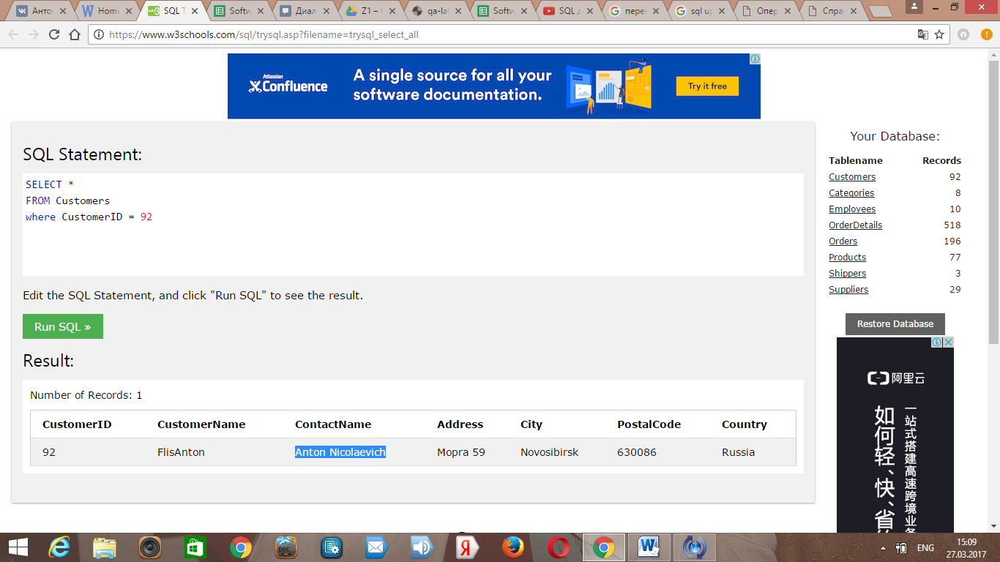 Анто
Home
SQL T
Softw
Диал
Z1 –
qa-lal
Softw
SQL д
перен
sql up
Опер
Спра
https://www.w3schools.com/sql/trysql.asp?filename=trysql_select_all
Atlassian
Confluence
A single source for all your
software documentation.
Try it free
SQL Statement:
SELECT *
FROM Customers
where CustomerID = 92
Edit the SQL Statement, and click "Run SQL" to see the result.
Run SQL »
Result:
Number of Records: 1
CustomerID CustomerName ContactName Address City PostalCode Country
92 FlisAnton Anton Nicolaevich Mopra 59 Novosibirsk 630086 Russia
Your Database:
Tablename Records
Customers 92
Categories 8
Employees 10
OrderDetails 518
Orders 196
Products 77
Shippers 3
Suppliers 29
Restore Database
阿里云
一站式搭建高速跨境业务
如何轻、快、省
DOC
ENG
15:09
27.03.2017